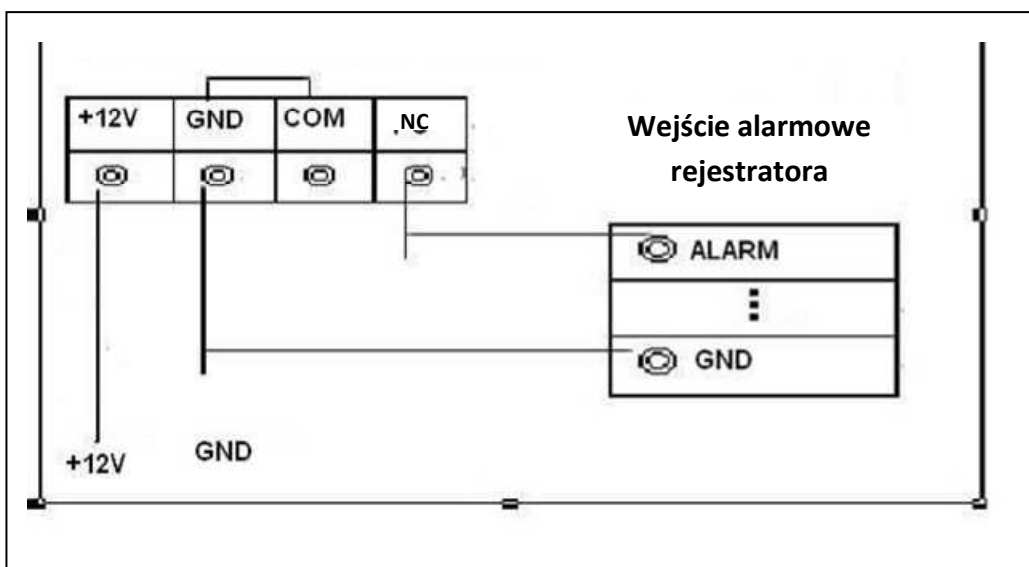 +12V GND COM NC
Wejście alarmowe
rejestratora
ALARM
GND
+12V GND